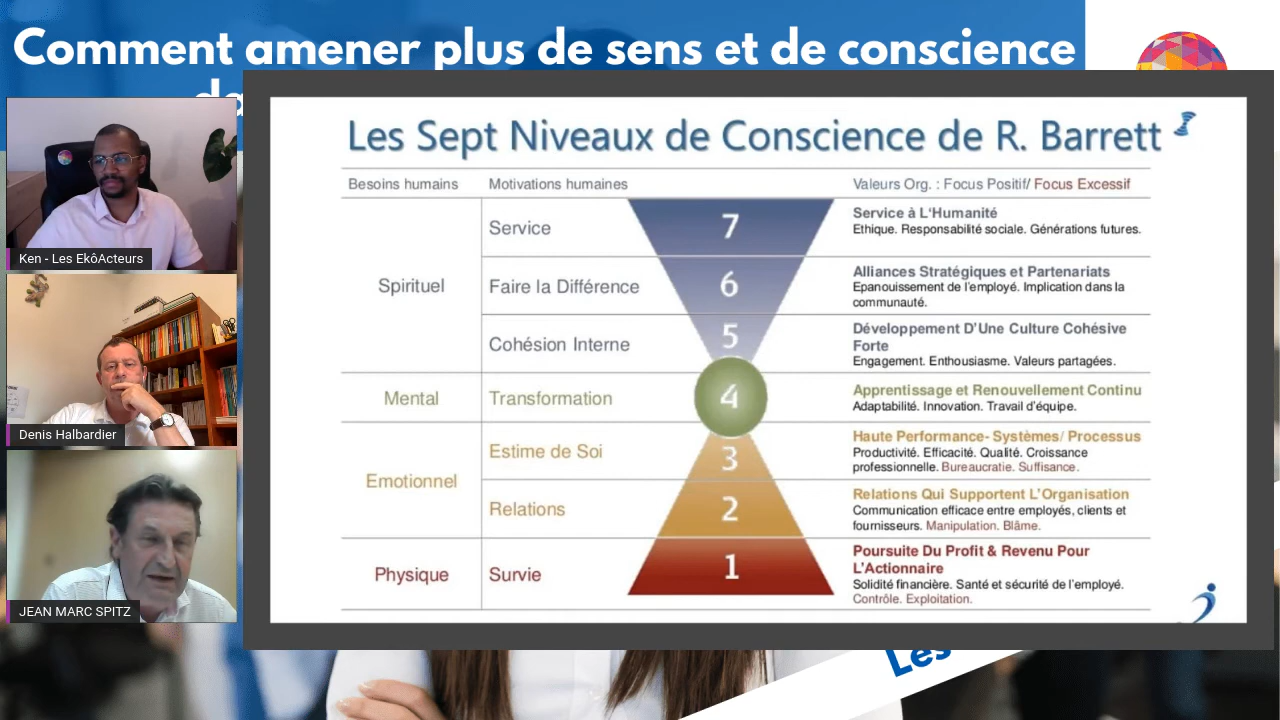 Comment amener plus de sens et de conscience
da
Ken - Les EkôActeurs
Denis Halbardier
JEAN MARC SPITZ
Les Sept Niveaux de Conscience de R. Barrett
Besoins humains Motivations humaines Valeurs Org. : Focus Positif/ Focus Excessif
Spirituel
Service
7
Service à L'Humanité
Ethique. Responsabilité sociale. Générations futures.
Faire la Différence
6
Alliances Stratégiques et Partenariats
Epanouissement de l'employé. Implication dans la
communauté.
Cohésion Interne
5
Développement D'Une Culture Cohésive
Forte
Engagement. Enthousiasme. Valeurs partagées.
Mental
Transformation
4
Apprentissage et Renouvellement Continu
Adaptabilité. Innovation. Travail d'équipe.
Emotionnel
Estime de Soi
3
Haute Performance- Systèmes/ Processus
Productivité. Efficacité. Qualité. Croissance
professionnelle. Bureaucratie. Suffisance.
Relations
2
Relations Qui Supportent L'Organisation
Communication efficace entre employés, clients et
fournisseurs. Manipulation. Blâme.
Physique
Survie
1
Poursuite Du Profit & Revenu Pour
L'Actionnaire
Solidité financière. Santé et sécurité de l'employé.
Contrôle. Exploitation.
Les